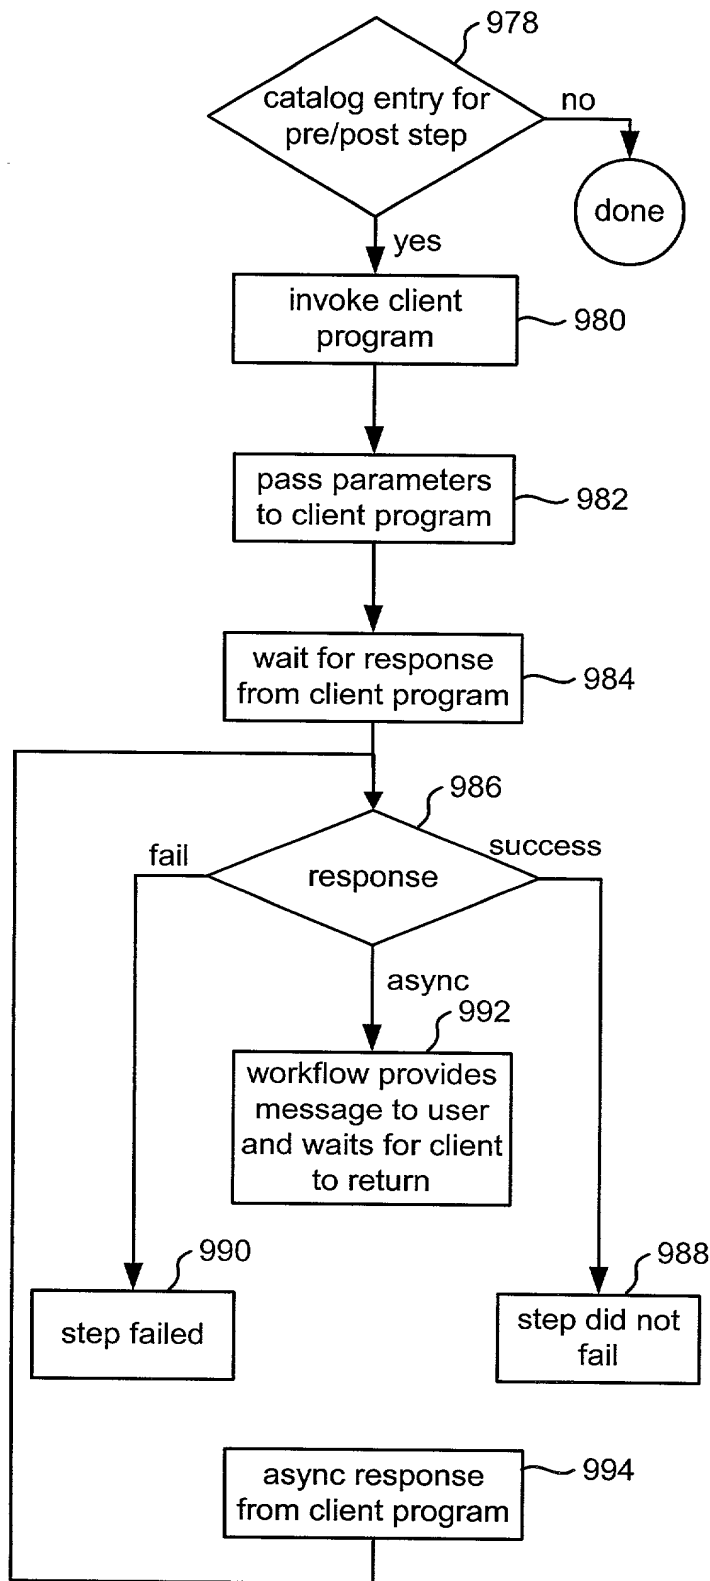 978
catalog entry for
pre/post step
no
done
yes
invoke client
program
980
pass parameters
to client program
982
wait for response
from client program
984
986
fail
response
success
async
992
workflow provides
message to user
and waits for client
to return
990
step failed
988
step did not
fail
async response
from client program
994